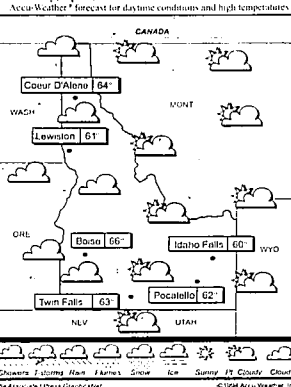 Accu-Weather® forecast for daytime conditions and high temperatures
CANADA
Coeur D'Alene 64°
WASH
MONT
Lewiston 61°
ORE
Boise 66°
Idaho Falls 60°
WYO
Twin Falls 63°
Pocatello 62°
NEV
UTAH
Showers T-storms Rain Flurries Snow Ice Sunny Pt. Cloudy Cloudy
Accu-Weather, Inc.